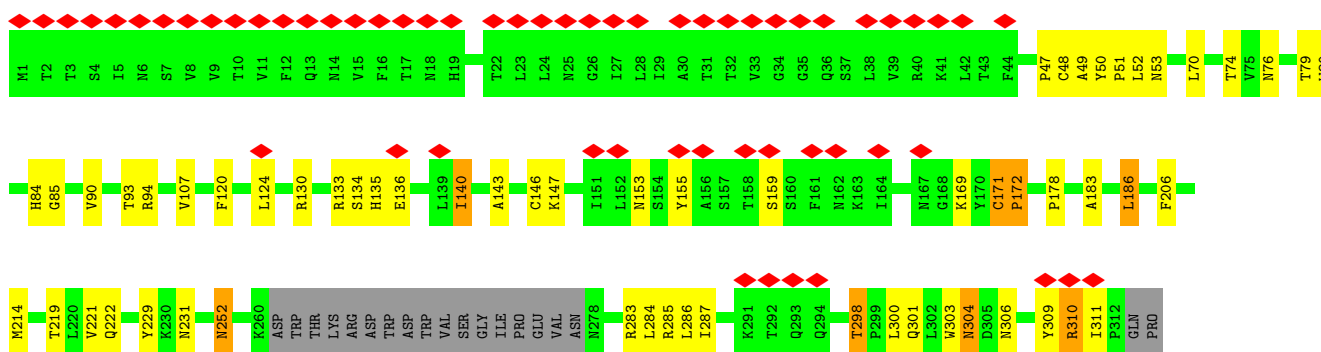 M1 T2 T3 S4 I5 N6 S7 V8 V9 T10 V11 F12 Q13 N14 V15 F16 T17 N18 H19 T22 L23 L24 N25 G26 I27 L28 I29 A30 T31 T32 V33 G34 G35 Q36 S37 L38 V39 R40 K41 L42 T43 F44 P47 C48 A49 Y50 P51 L52 N53 L70 T74 V75 N76 T79
H84 G85 V90 T93 R94 V107 F120 L124 R130 R133 S134 H135 E136 L139 I140 A143 C146 K147 I151 L152 N153 S154 Y155 A156 S157 T158 S159 S160 F161 N162 K163 I164 N167 G168 K169 Y170 C171 P172 P178 A183 L186 F206
M214 T219 L220 V221 Q222 Y229 K230 N231 N252 K260 ASP TRP THR LYS ARG ASP TRP ASP TRP VAL SER GLY ILE PRO GLU VAL ASN N278 R283 L284 R285 L286 I287 K291 T292 Q293 Q294 T298 P299 L300 Q301 L302 W303 N304 D305 N306 Y309 R310 I311 P312 GLN PRO